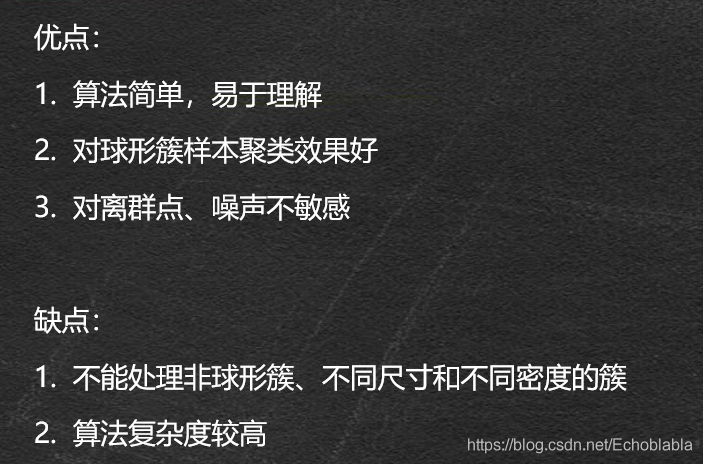 优点：
1. 算法简单，易于理解
2. 对球形簇样本聚类效果好
3. 对离群点、噪声不敏感
缺点：
1. 不能处理非球形簇、不同尺寸和不同密度的簇
2. 算法复杂度较高
https://blog.csdn.net/Echoblabla